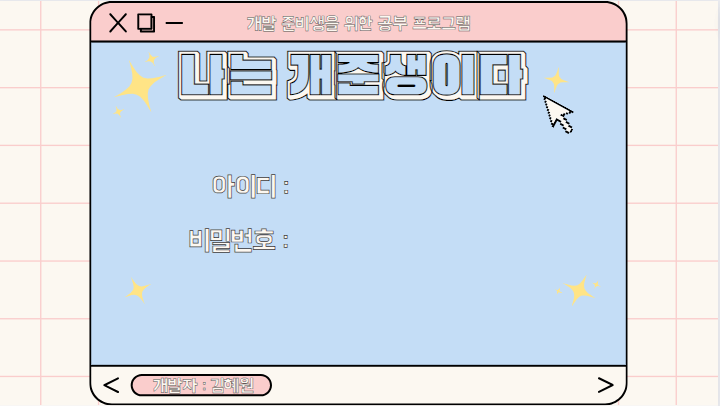 개발 준비생을 위한 공부 프로그램
나는 개준생이다
아이디 :
비밀번호 :
개발자 : 김혜원